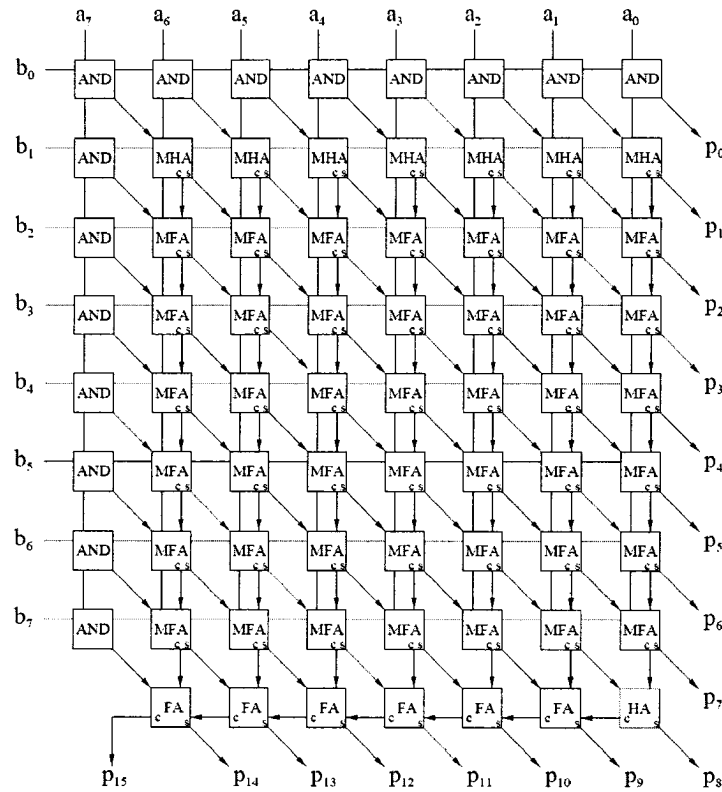 a₇ a₆ a₅ a₄ a₃ a₂ a₁ a₀
b₀ AND AND AND AND AND AND AND AND
b₁ AND MHA MHA MHA MHA MHA MHA MHA p₀
c s c s c s c s c s c s c s
b₂ AND MFA MFA MFA MFA MFA MFA MFA p₁
c s c s c s c s c s c s c s
b₃ AND MFA MFA MFA MFA MFA MFA MFA p₂
c s c s c s c s c s c s c s
b₄ AND MFA MFA MFA MFA MFA MFA MFA p₃
c s c s c s c s c s c s c s
b₅ AND MFA MFA MFA MFA MFA MFA MFA p₄
c s c s c s c s c s c s c s
b₆ AND MFA MFA MFA MFA MFA MFA MFA p₅
c s c s c s c s c s c s c s
b₇ AND MFA MFA MFA MFA MFA MFA MFA p₆
c s c s c s c s c s c s c s
FA FA FA FA FA FA HA p₇
c s c s c s c s c s c s c s
p₁₅ p₁₄ p₁₃ p₁₂ p₁₁ p₁₀ p₉ p₈